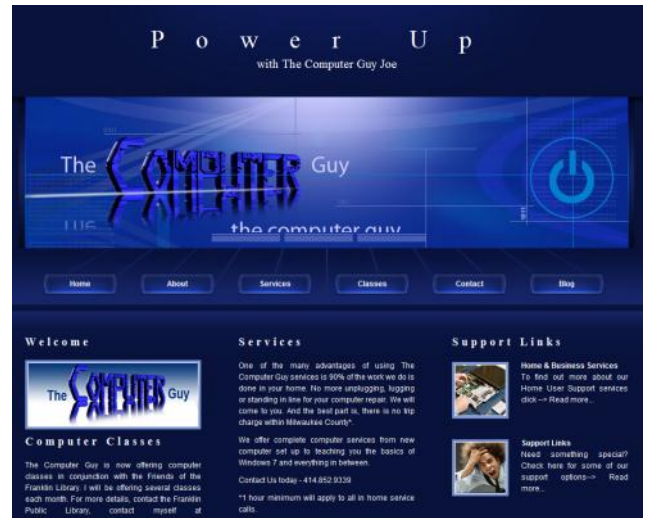 Power Up
with The Computer Guy Joe
The COMPUTER Guy
the computer guy
Home
About
Services
Classes
Contact
Blog
Welcome
The COMPUTER Guy
Computer Classes
The Computer Guy is now offering computer
classes in conjunction with the Friends of the
Franklin Library. I will be offering several classes
each month. For more details, contact the Franklin
Public Library, contact myself at
Services
One of the many advantages of using The
Computer Guy services is 90% of the work we do is
done in your home. No more unplugging, lugging
or standing in line for your computer repair. We will
come to you. And the best part is, there is no trip
charge within Milwaukee County*.
We offer complete computer services from new
computer set up to teaching you the basics of
Windows 7 and everything in between.
Contact Us today - 414.852.9339
*1 hour minimum will apply to all in home service
calls.
Support Links
Home & Business Services
To find out more about our
Home User Support services
click --> Read more...
Support Links
Need something special?
Check here for some of our
support options--> Read
more...